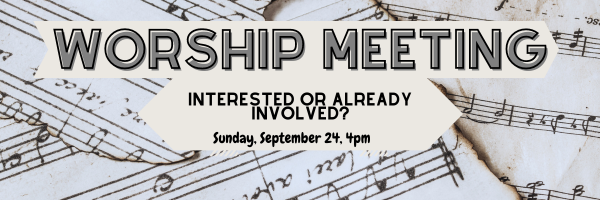 WORSHIP MEETING
INTERESTED OR ALREADY
INVOLVED?
Sunday, September 24, 4pm